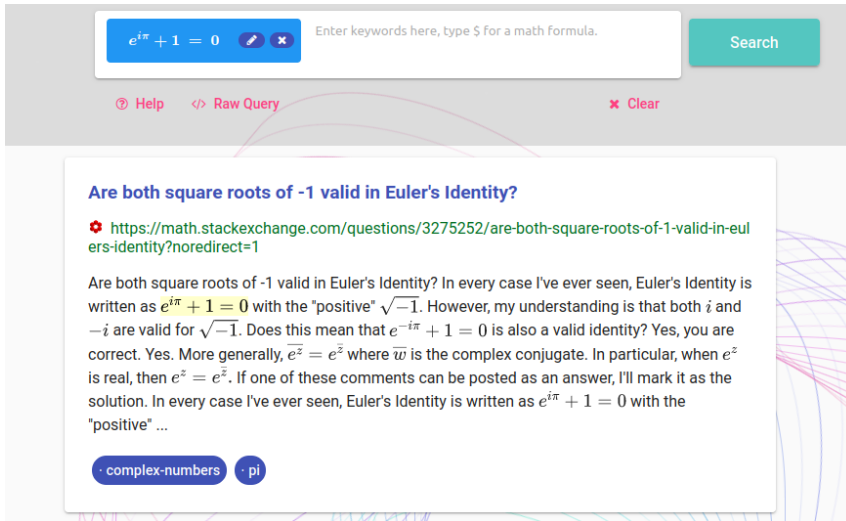 e^{iπ} + 1 = 0
Enter keywords here, type $ for a math formula.
Search
Help
</> Raw Query
Clear
Are both square roots of -1 valid in Euler's Identity?
https://math.stackexchange.com/questions/3275252/are-both-square-roots-of-1-valid-in-eul
ers-identity?noredirect=1
Are both square roots of -1 valid in Euler's Identity? In every case I've ever seen, Euler's Identity is
written as e^{iπ} + 1 = 0 with the "positive" √−1. However, my understanding is that both i and
−i are valid for √−1. Does this mean that e^{−iπ} + 1 = 0 is also a valid identity? Yes, you are
correct. Yes. More generally, \overline{e^z} = e^{\overline{z}} where \overline{w} is the complex conjugate. In particular, when e^z
is real, then e^z = e^{\overline{z}}. If one of these comments can be posted as an answer, I'll mark it as the
solution. In every case I've ever seen, Euler's Identity is written as e^{iπ} + 1 = 0 with the
"positive" ...
· complex-numbers
· pi